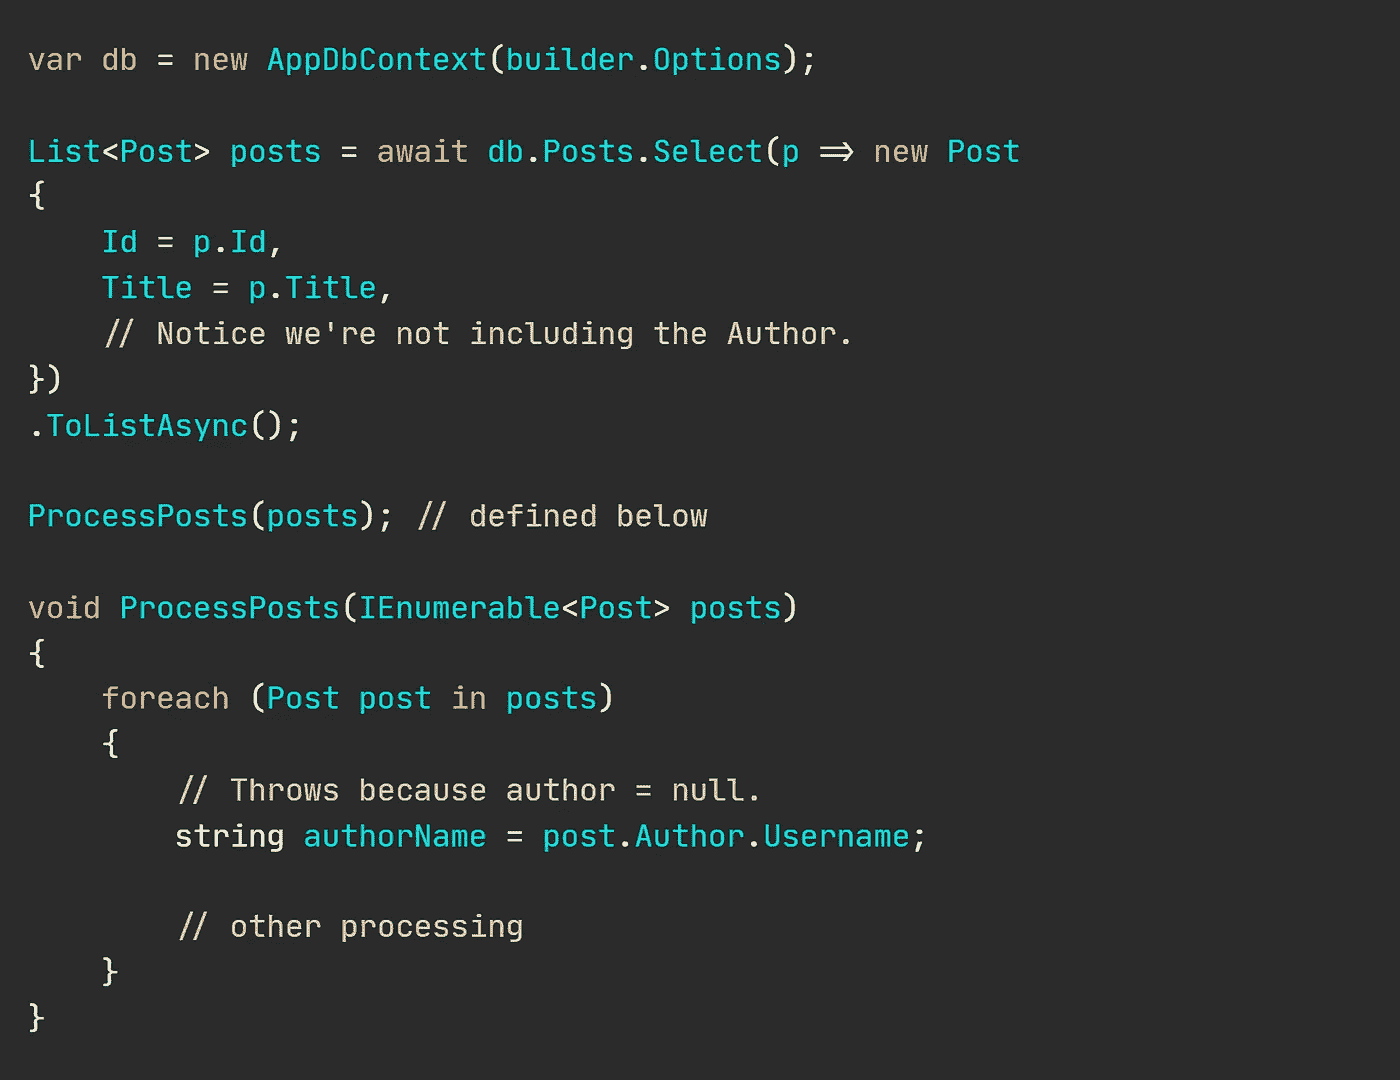 var db = new AppDbContext(builder.Options);
List<Post> posts = await db.Posts.Select(p => new Post
{
    Id = p.Id,
    Title = p.Title,
    // Notice we're not including the Author.
})
.ToListAsync();
ProcessPosts(posts); // defined below
void ProcessPosts(IEnumerable<Post> posts)
{
    foreach (Post post in posts)
    {
        // Throws because author = null.
        string authorName = post.Author.Username;
        // other processing
    }
}